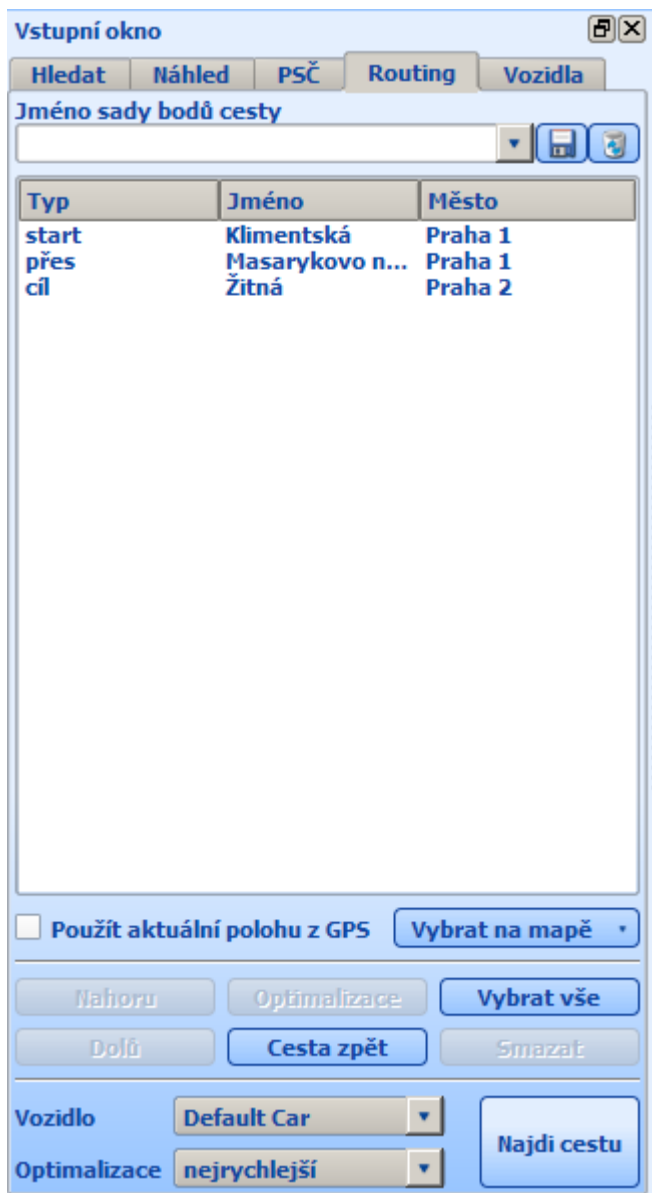 Vstupní okno
Hledat Náhled PSČ Routing Vozidla
Jméno sady bodů cesty
Typ Jméno Město
start Klimentská Praha 1
přes Masarykovo n... Praha 1
cíl Žitná Praha 2
Použít aktuální polohu z GPS Vybrat na mapě
Nahoru Optimalizace Vybrat vše
Dolů Cesta zpět Smazat
Vozidlo Default Car
Najdi cestu
Optimalizace nejrychlejší